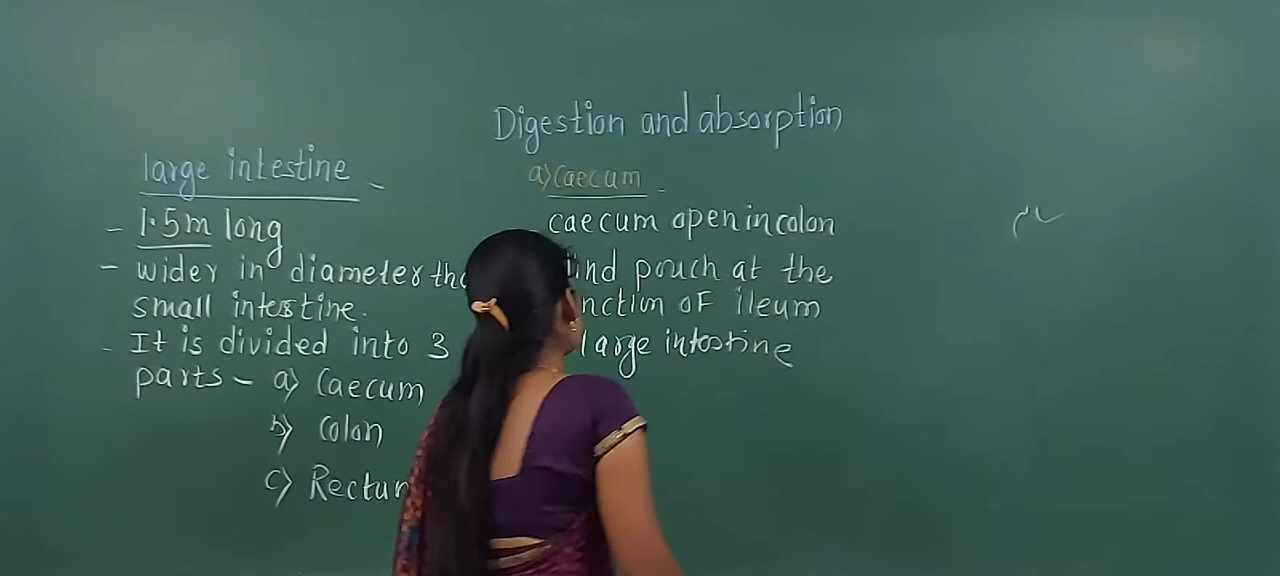 Digestion and absorption
large intestine
- 1.5m long
- wider in diameter tha
small intestine.
- It is divided into 3
parts - a) Caecum
b) Colon
c) Rectum
a) Caecum
caecum open in colon
ind pouch at the
nction OF ileum
large intestine